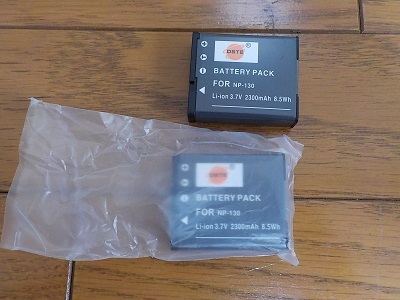 DSTE
BATTERY PACK
FOR NP-130
Li-ion 3.7V 2300mAh 8.5Wh
DSTE
BATTERY PACK
FOR NP-130
Li-ion 3.7V 2300mAh 8.5Wh